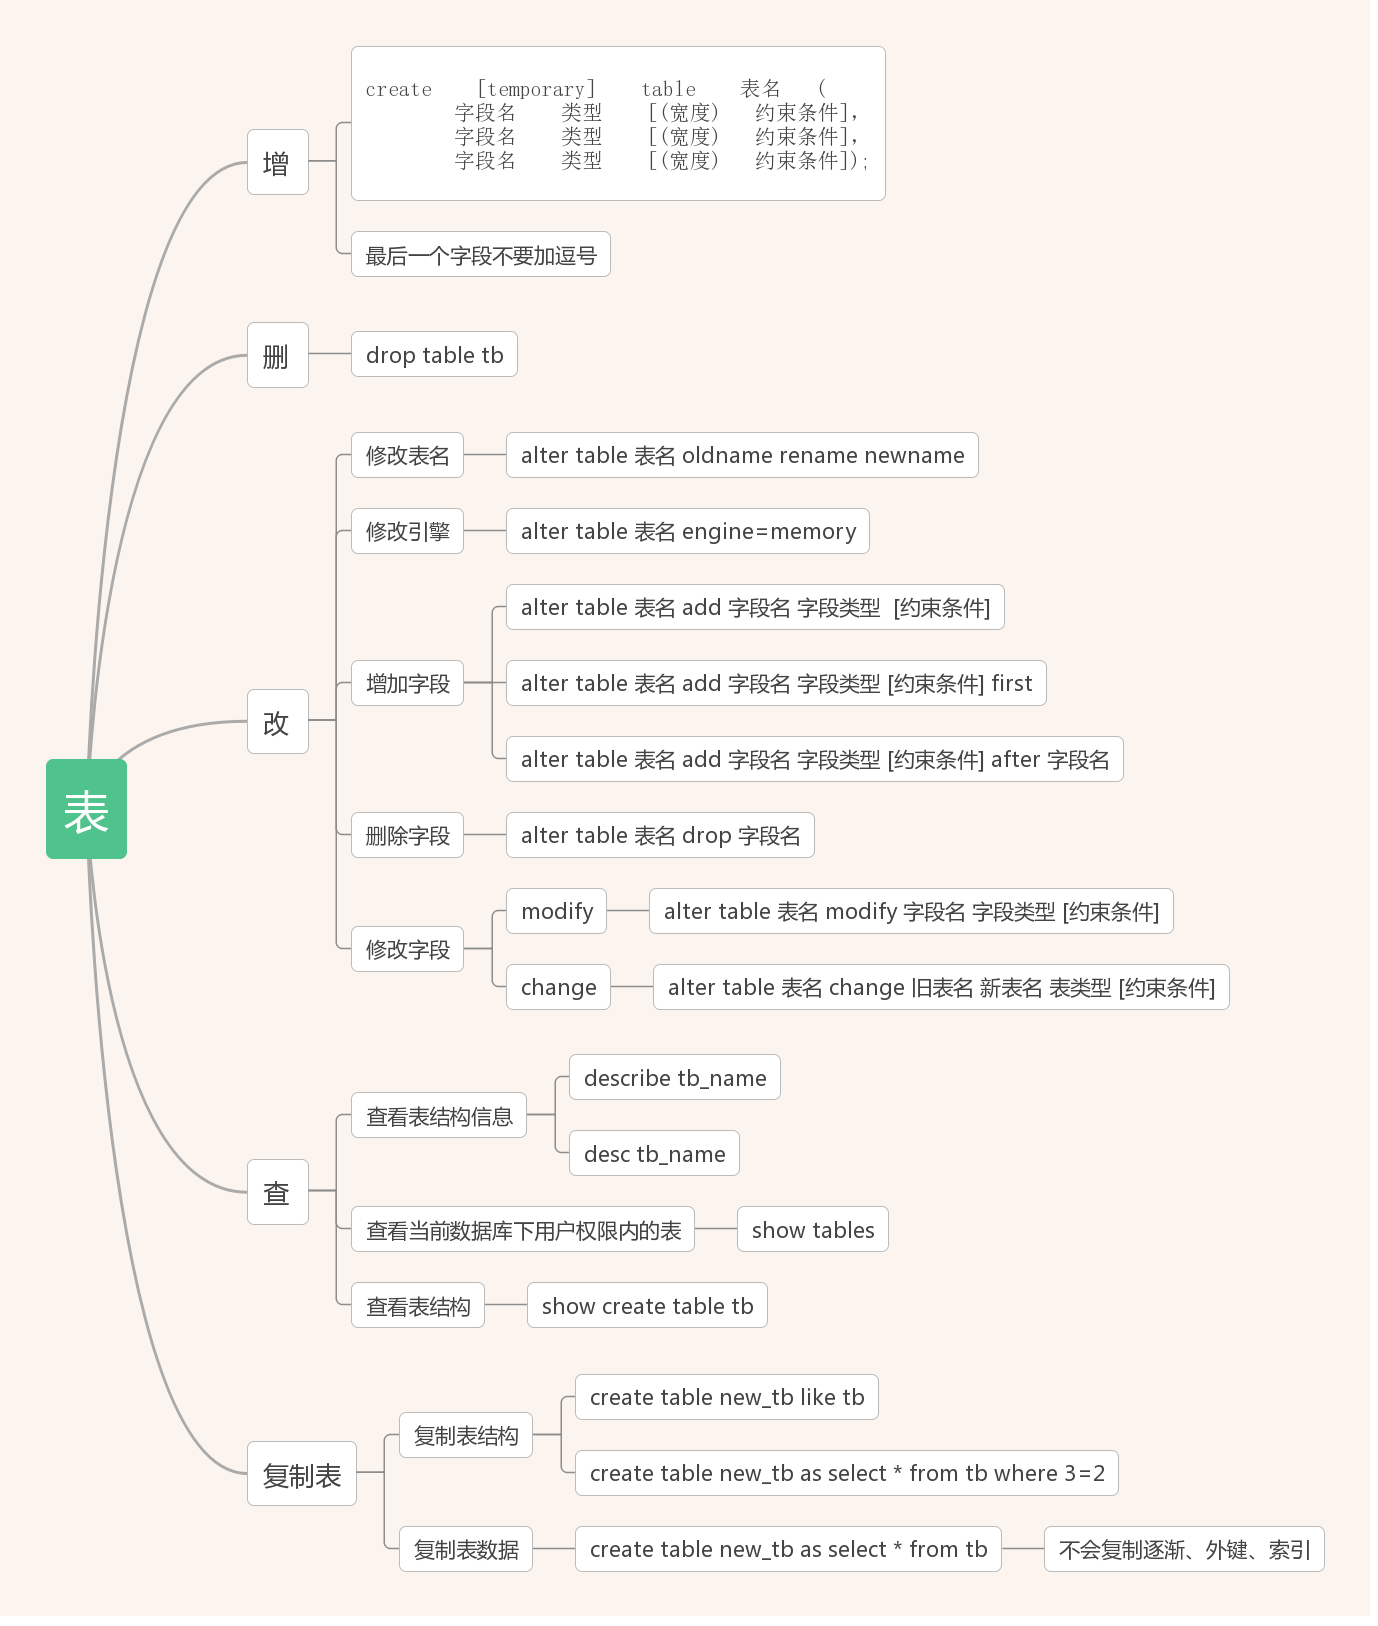 表
增
create [temporary] table 表名 (
字段名 类型 [(宽度) 约束条件],
字段名 类型 [(宽度) 约束条件],
字段名 类型 [(宽度) 约束条件]);
最后一个字段不要加逗号
删
drop table tb
改
修改表名
alter table 表名 oldname rename newname
修改引擎
alter table 表名 engine=memory
增加字段
alter table 表名 add 字段名 字段类型 [约束条件]
alter table 表名 add 字段名 字段类型 [约束条件] first
alter table 表名 add 字段名 字段类型 [约束条件] after 字段名
删除字段
alter table 表名 drop 字段名
修改字段
modify
alter table 表名 modify 字段名 字段类型 [约束条件]
change
alter table 表名 change 旧表名 新表名 表类型 [约束条件]
查
查看表结构信息
describe tb_name
desc tb_name
查看当前数据库下用户权限内的表
show tables
查看表结构
show create table tb
复制表
复制表结构
create table new_tb like tb
create table new_tb as select * from tb where 3=2
复制表数据
create table new_tb as select * from tb
不会复制逐渐、外键、索引